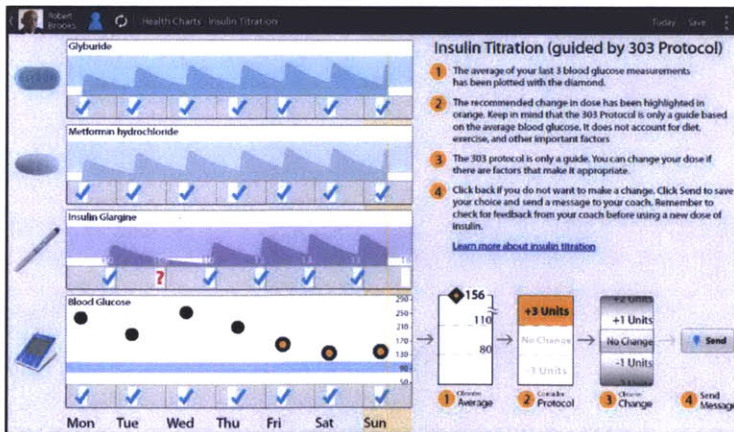 Robert
Brooks
Health Charts : Insulin Titration
Today
Save
Glyburide
Metformin hydrochloride
Insulin Glargine
10
?
Blood Glucose
290
250
210
170
130
90
50
Mon Tue Wed Thu Fri Sat Sun
Insulin Titration (guided by 303 Protocol)
1 The average of your last 3 blood glucose measurements
has been plotted with the diamond.
2 The recommended change in dose has been highlighted in
orange. Keep in mind that the 303 Protocol is only a guide based
on the average blood glucose. It does not account for diet,
exercise, and other important factors
3 The 303 protocol is only a guide. You can change your dose if
there are factors that make it appropriate.
4 Click back if you do not want to make a change. Click Send to save
your choice and send a message to your coach. Remember to
check for feedback from your coach before using a new dose of
insulin.
Learn more about insulin titration
156
110
80
+3 Units
No Change
-3 Units
+2 Units
+1 Units
No Change
-1 Units
Send
1 Observe
Average
2 Consider
Protocol
3 Choose
Change
4 Send
Message